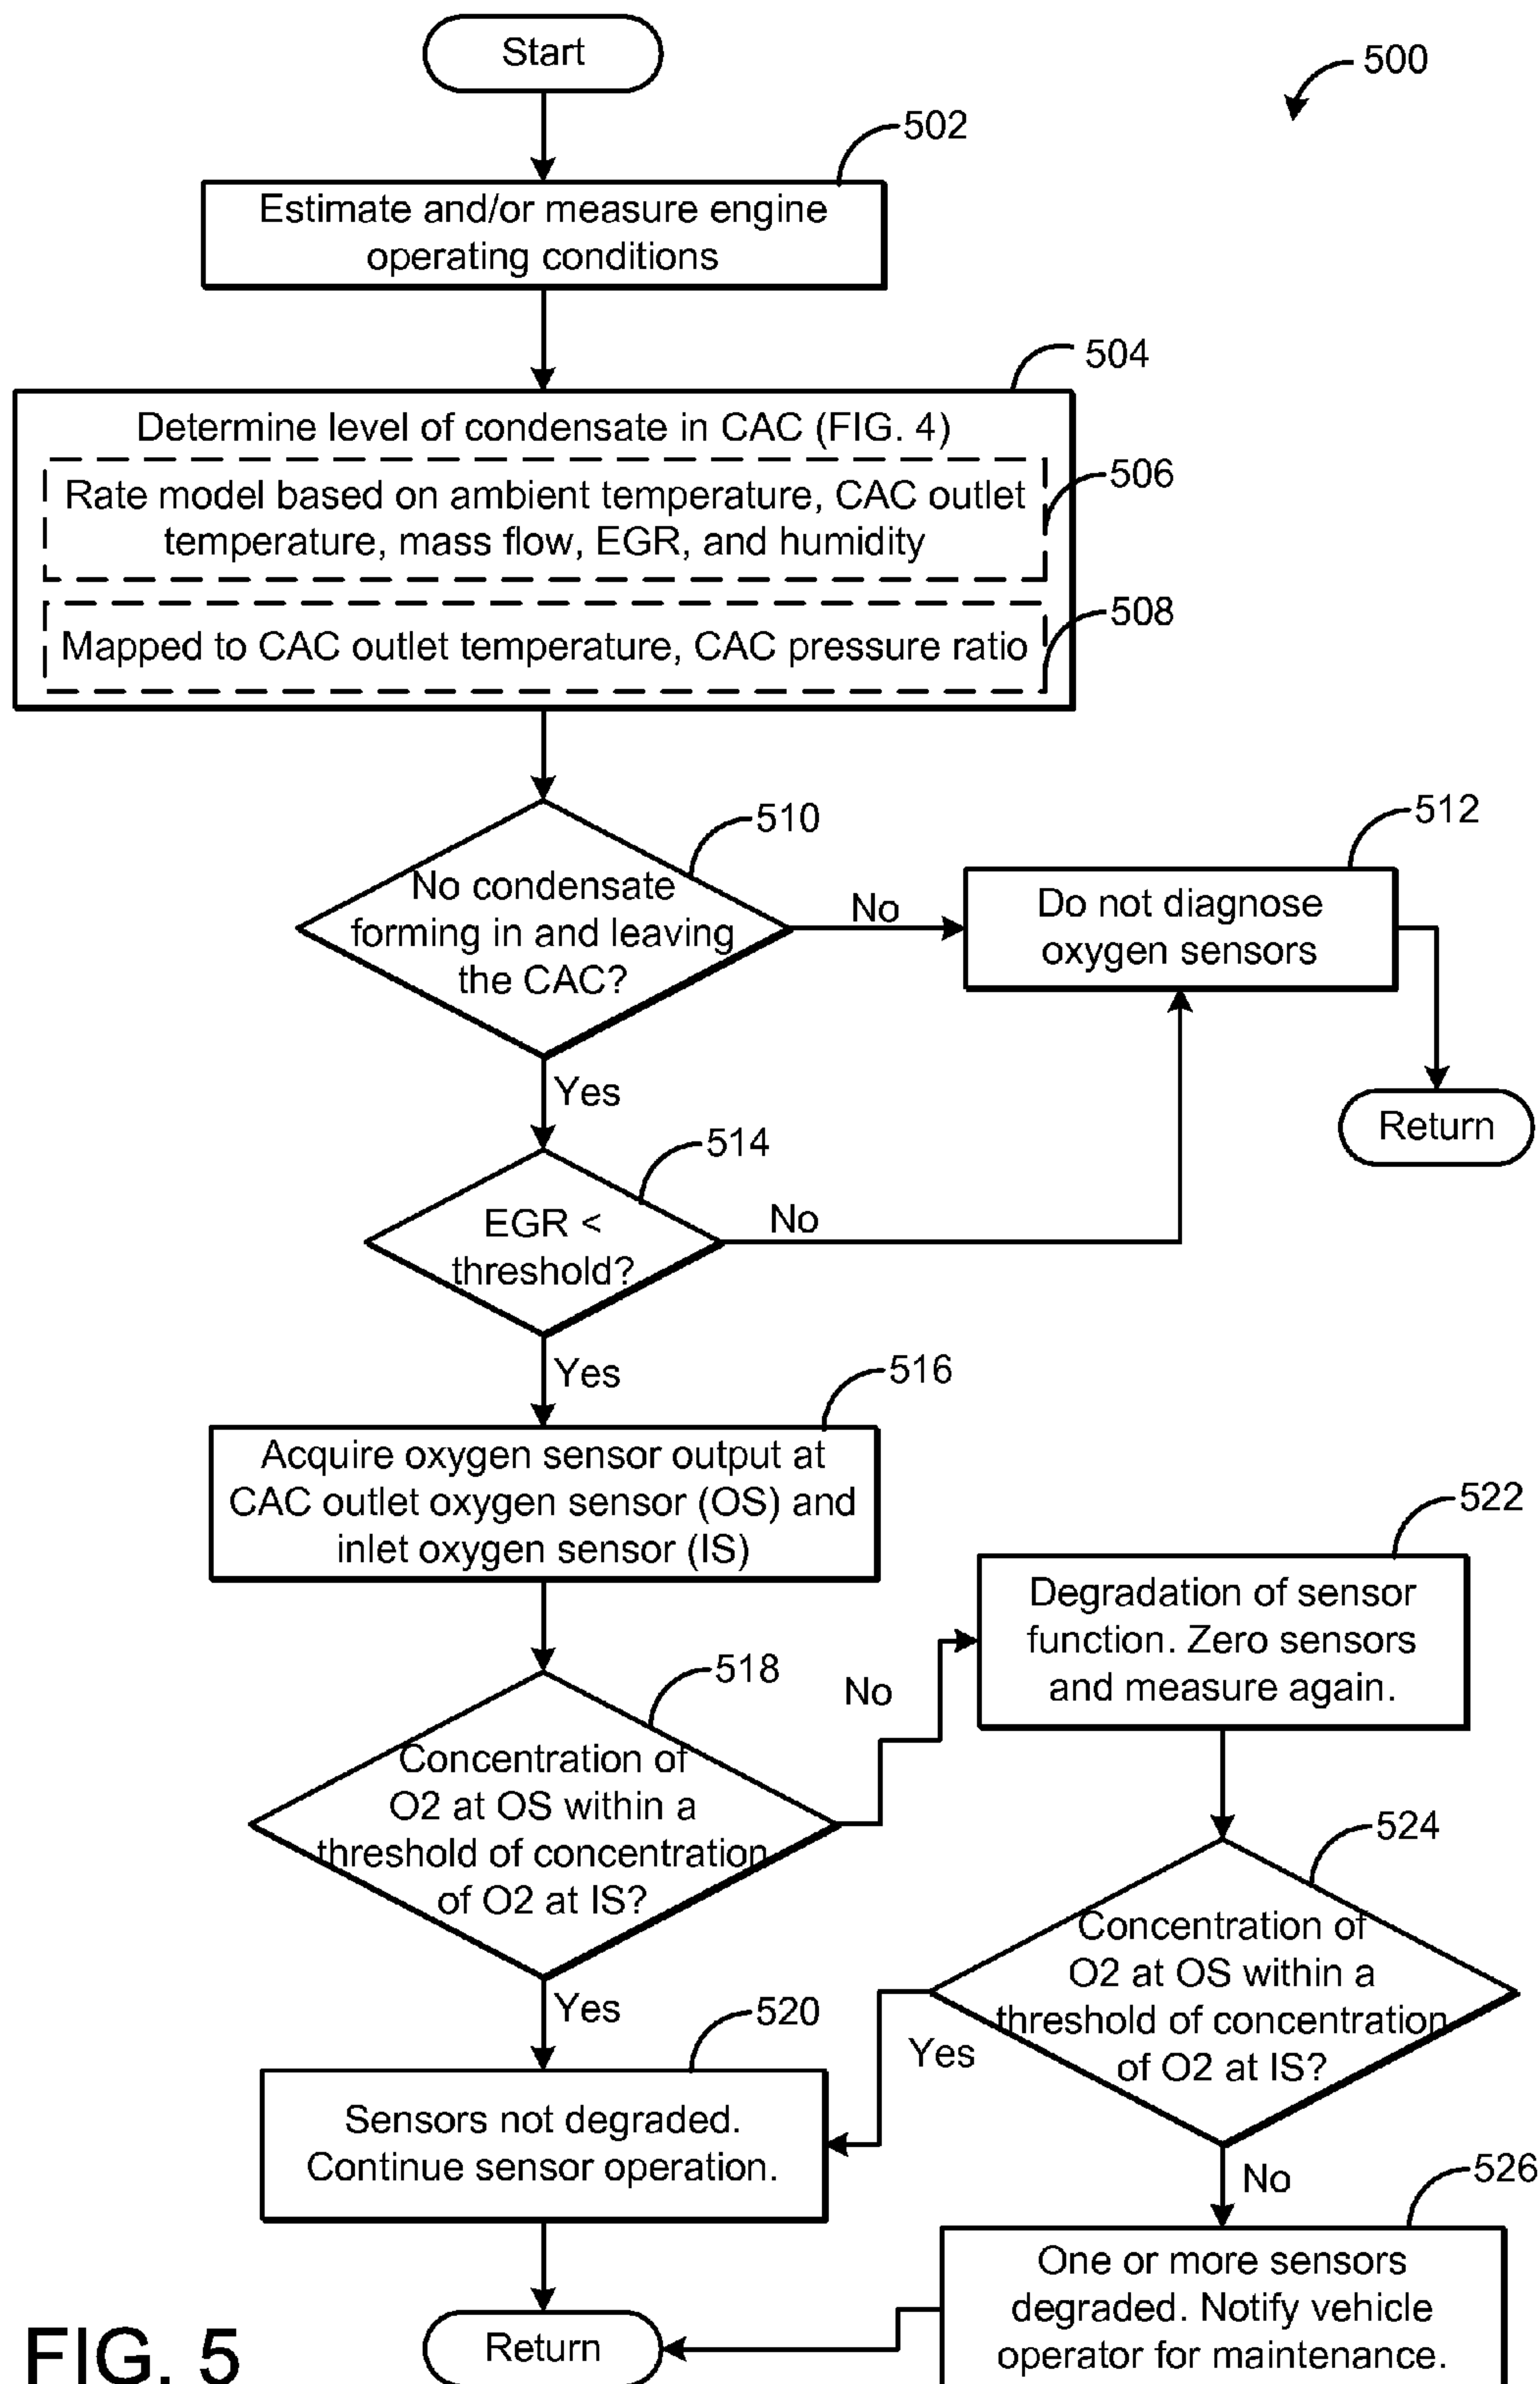 Start
500
502
Estimate and/or measure engine
operating conditions
504
Determine level of condensate in CAC (FIG. 4)
506
Rate model based on ambient temperature, CAC outlet
temperature, mass flow, EGR, and humidity
508
Mapped to CAC outlet temperature, CAC pressure ratio
510
No condensate
forming in and leaving
the CAC?
No
512
Do not diagnose
oxygen sensors
Return
Yes
514
EGR <
threshold?
No
Yes
516
Acquire oxygen sensor output at
CAC outlet oxygen sensor (OS) and
inlet oxygen sensor (IS)
518
Concentration of
O2 at OS within a
threshold of concentration
of O2 at IS?
No
522
Degradation of sensor
function. Zero sensors
and measure again.
524
Concentration of
O2 at OS within a
threshold of concentration
of O2 at IS?
Yes
Yes
520
Sensors not degraded.
Continue sensor operation.
No
526
One or more sensors
degraded. Notify vehicle
operator for maintenance.
Return
FIG. 5